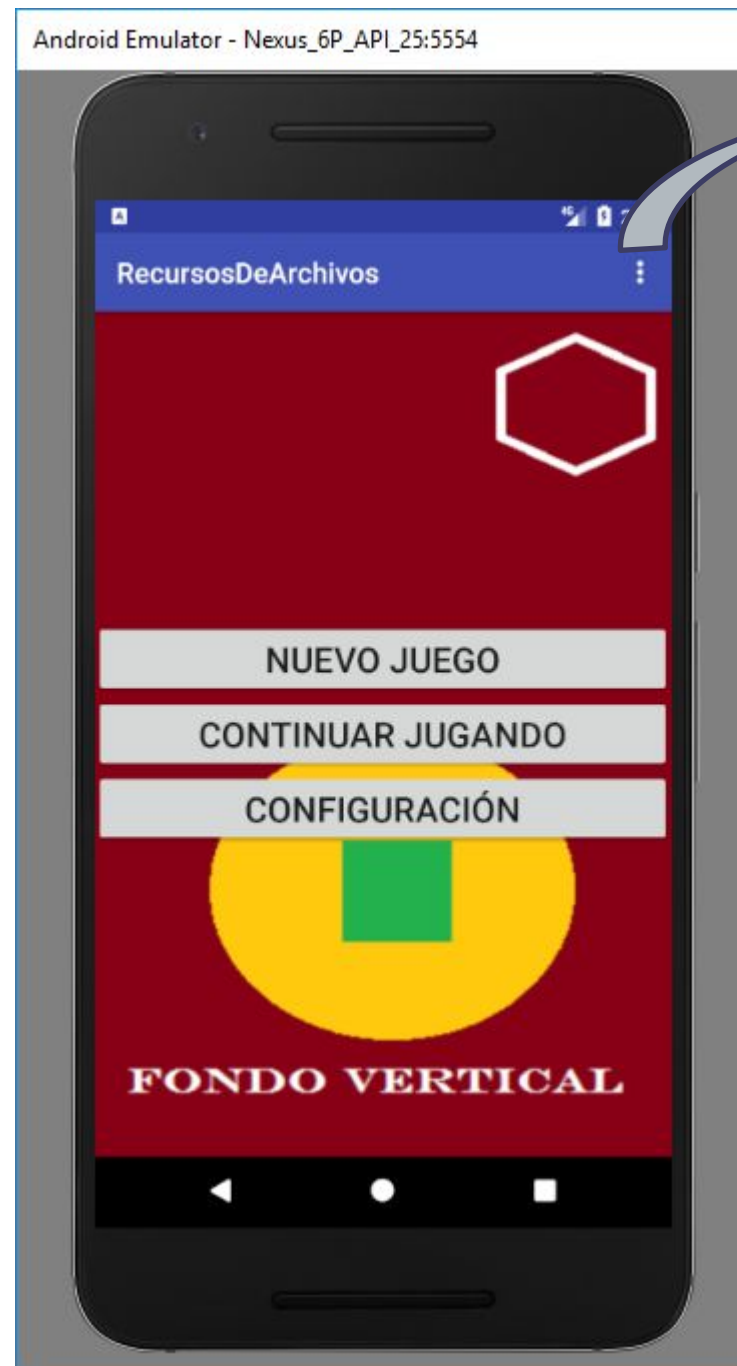 Android Emulator - Nexus_6P_API_25:5554
RecursosDeArchivos
NUEVO JUEGO
CONTINUAR JUGANDO
CONFIGURACIÓN
FONDO VERTICAL